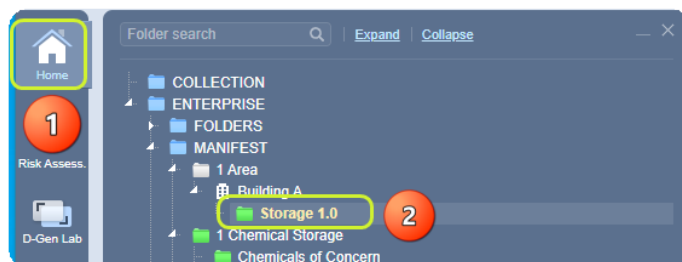 Folder search Expand Collapse
Home
COLLECTION
ENTERPRISE
1
FOLDERS
MANIFEST
Risk Assess.
1 Area
Building A
Storage 1.0
2
D-Gen Lab
1 Chemical Storage
Chemicals of Concern